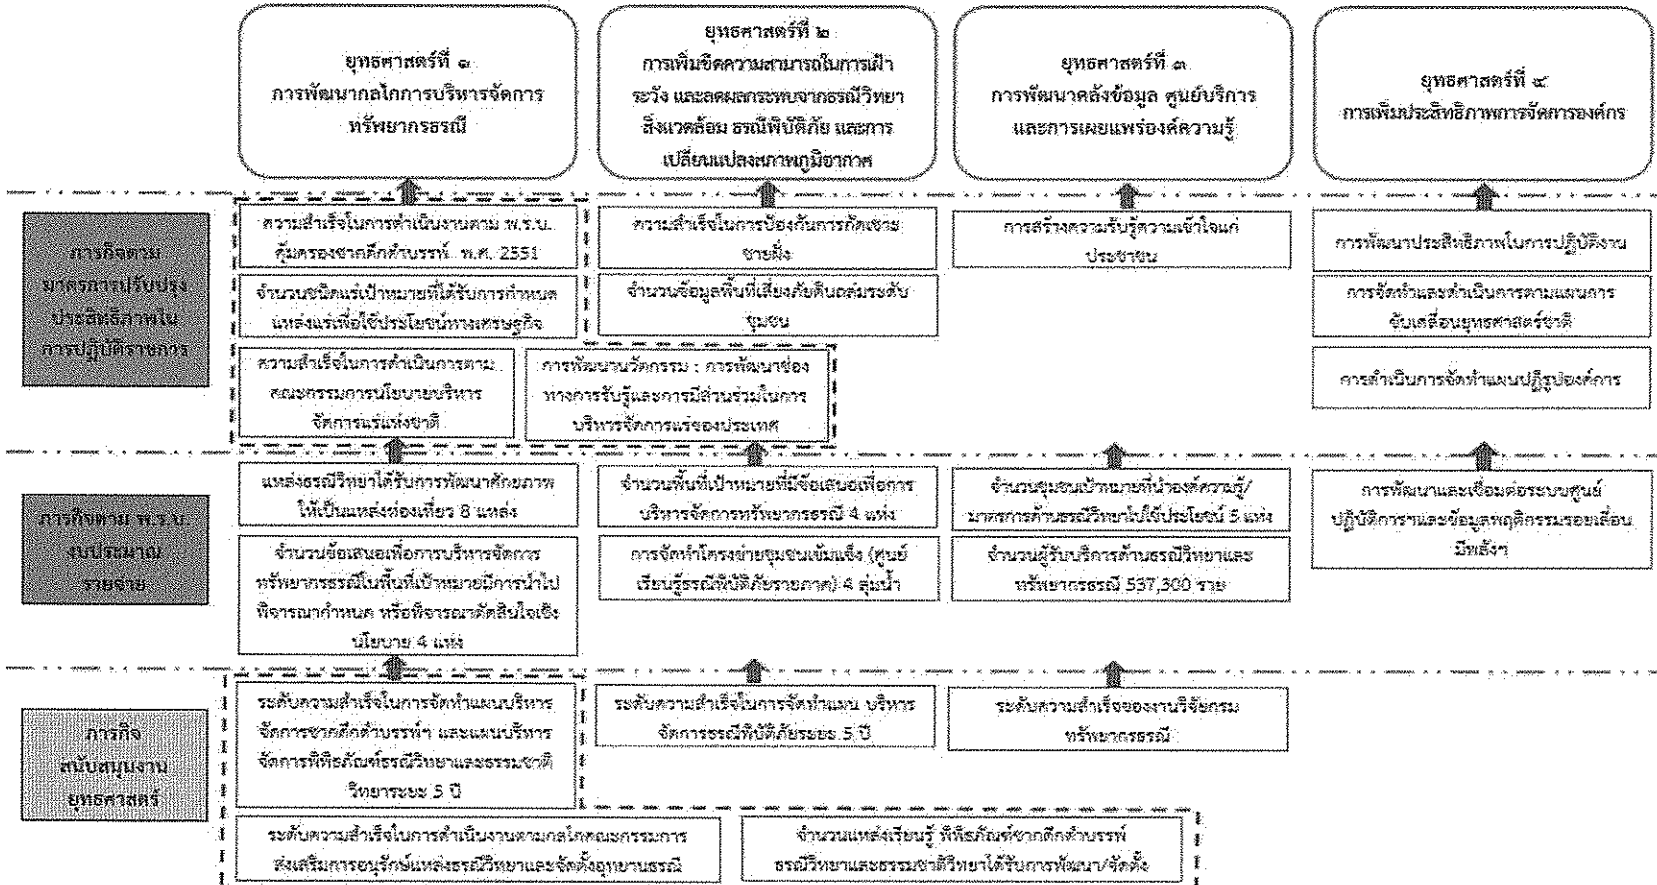 ยุทธศาสตร์ที่ ๑
การพัฒนากลไกการบริหารจัดการ
ทรัพยากรธรณี
ยุทธศาสตร์ที่ ๒
การเพิ่มขีดความสามารถในการเฝ้า
ระวัง และลดผลกระทบจากธรณีวิทยา
สิ่งแวดล้อม ธรณีพิบัติภัย และการ
เปลี่ยนแปลงสภาพภูมิอากาศ
ยุทธศาสตร์ที่ ๓
การพัฒนาคลังข้อมูล ศูนย์บริการ
และการเผยแพร่องค์ความรู้
ยุทธศาสตร์ที่ ๔
การเพิ่มประสิทธิภาพการจัดการองค์กร
ภารกิจตาม
มาตรการปรับปรุง
ประสิทธิภาพใน
การปฏิบัติราชการ
ความสำเร็จในการดำเนินงานตาม พ.ร.บ.
คุ้มครองซากดึกดำบรรพ์ พ.ศ. 2551
จำนวนชนิดแร่เป้าหมายที่ได้รับการกำหนด
แหล่งแร่เพื่อใช้ประโยชน์ทางเศรษฐกิจ
ความสำเร็จในการดำเนินการตาม
คณะกรรมการนโยบายบริหาร
จัดการแร่แห่งชาติ
ความสำเร็จในการป้องกันการกัดเซาะ
ชายฝั่ง
จำนวนข้อมูลพื้นที่เสี่ยงภัยดินถล่มระดับ
ชุมชน
การพัฒนานวัตกรรม : การพัฒนาช่อง
ทางการรับรู้และการมีส่วนร่วมในการ
บริหารจัดการแร่ของประเทศ
การสร้างความรับรู้ความเข้าใจแก่
ประชาชน
การพัฒนาประสิทธิภาพในการปฏิบัติงาน
การจัดทำและดำเนินการตามแผนการ
ขับเคลื่อนยุทธศาสตร์ชาติ
การดำเนินการจัดทำแผนปฏิรูปองค์การ
ภารกิจตาม พ.ร.บ.
งบประมาณ
รายจ่าย
แหล่งธรณีวิทยาได้รับการพัฒนาศักยภาพ
ให้เป็นแหล่งท่องเที่ยว 8 แหล่ง
จำนวนข้อเสนอเพื่อการบริหารจัดการ
ทรัพยากรธรณีในพื้นที่เป้าหมายมีการนำไป
พิจารณากำหนด หรือพิจารณาตัดสินใจเชิง
นโยบาย 4 แห่ง
จำนวนพื้นที่เป้าหมายที่มีข้อเสนอเพื่อการ
บริหารจัดการทรัพยากรธรณี 4 แห่ง
การจัดทำโครงข่ายชุมชนเข้มแข็ง (ศูนย์
เรียนรู้ธรณีพิบัติภัยรายภาค) 4 ลุ่มน้ำ
จำนวนชุมชนเป้าหมายที่นำองค์ความรู้/
มาตรการด้านธรณีวิทยาไปใช้ประโยชน์ 5 แห่ง
จำนวนผู้รับบริการด้านธรณีวิทยาและ
ทรัพยากรธรณี 537,300 ราย
การพัฒนาและเชื่อมต่อระบบศูนย์
ปฏิบัติการฯและข้อมูลพฤติกรรมรอยเลื่อน
มีพลังฯ
ภารกิจ
สนับสนุนงาน
ยุทธศาสตร์
ระดับความสำเร็จในการจัดทำแผนบริหาร
จัดการซากดึกดำบรรพ์ฯ และแผนบริหาร
จัดการพิพิธภัณฑ์ธรณีวิทยาและธรรมชาติ
วิทยาระยะ 5 ปี
ระดับความสำเร็จในการจัดทำแผน บริหาร
จัดการธรณีพิบัติภัยระยะ 5 ปี
ระดับความสำเร็จของงานวิจัยกรม
ทรัพยากรธรณี
ระดับความสำเร็จในการดำเนินงานตามกลไกคณะกรรมการ
ส่งเสริมการอนุรักษ์แหล่งธรณีวิทยาและจัดตั้งอุทยานธรณี
จำนวนแหล่งเรียนรู้ พิพิธภัณฑ์ซากดึกดำบรรพ์
ธรณีวิทยาและธรรมชาติวิทยาได้รับการพัฒนา/จัดตั้ง